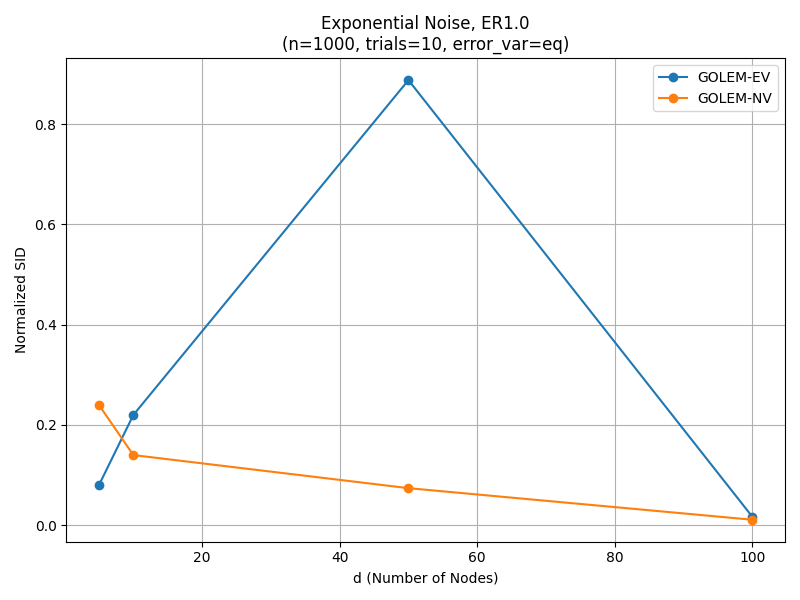 Exponential Noise, ER1.0
(n=1000, trials=10, error_var=eq)
GOLEM-EV
GOLEM-NV
Normalized SID
0.8
0.6
0.4
0.2
0.0
20 40 60 80 100
d (Number of Nodes)